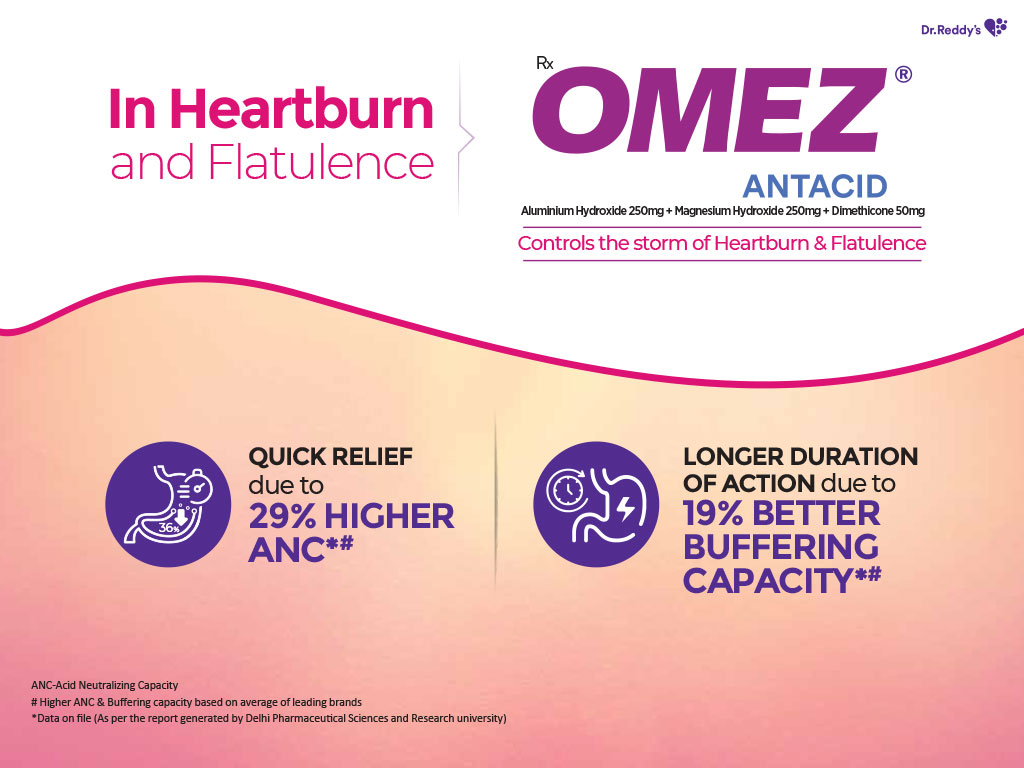 Dr.Reddy's
In Heartburn
and Flatulence
Rx
OMEZ®
ANTACID
Aluminium Hydroxide 250mg + Magnesium Hydroxide 250mg + Dimethicone 50mg
Controls the storm of Heartburn & Flatulence
36%
QUICK RELIEF
due to
29% HIGHER
ANC*#
LONGER DURATION
OF ACTION due to
19% BETTER
BUFFERING
CAPACITY*#
ANC-Acid Neutralizing Capacity
# Higher ANC & Buffering capacity based on average of leading brands
*Data on file (As per the report generated by Delhi Pharmaceutical Sciences and Research university)